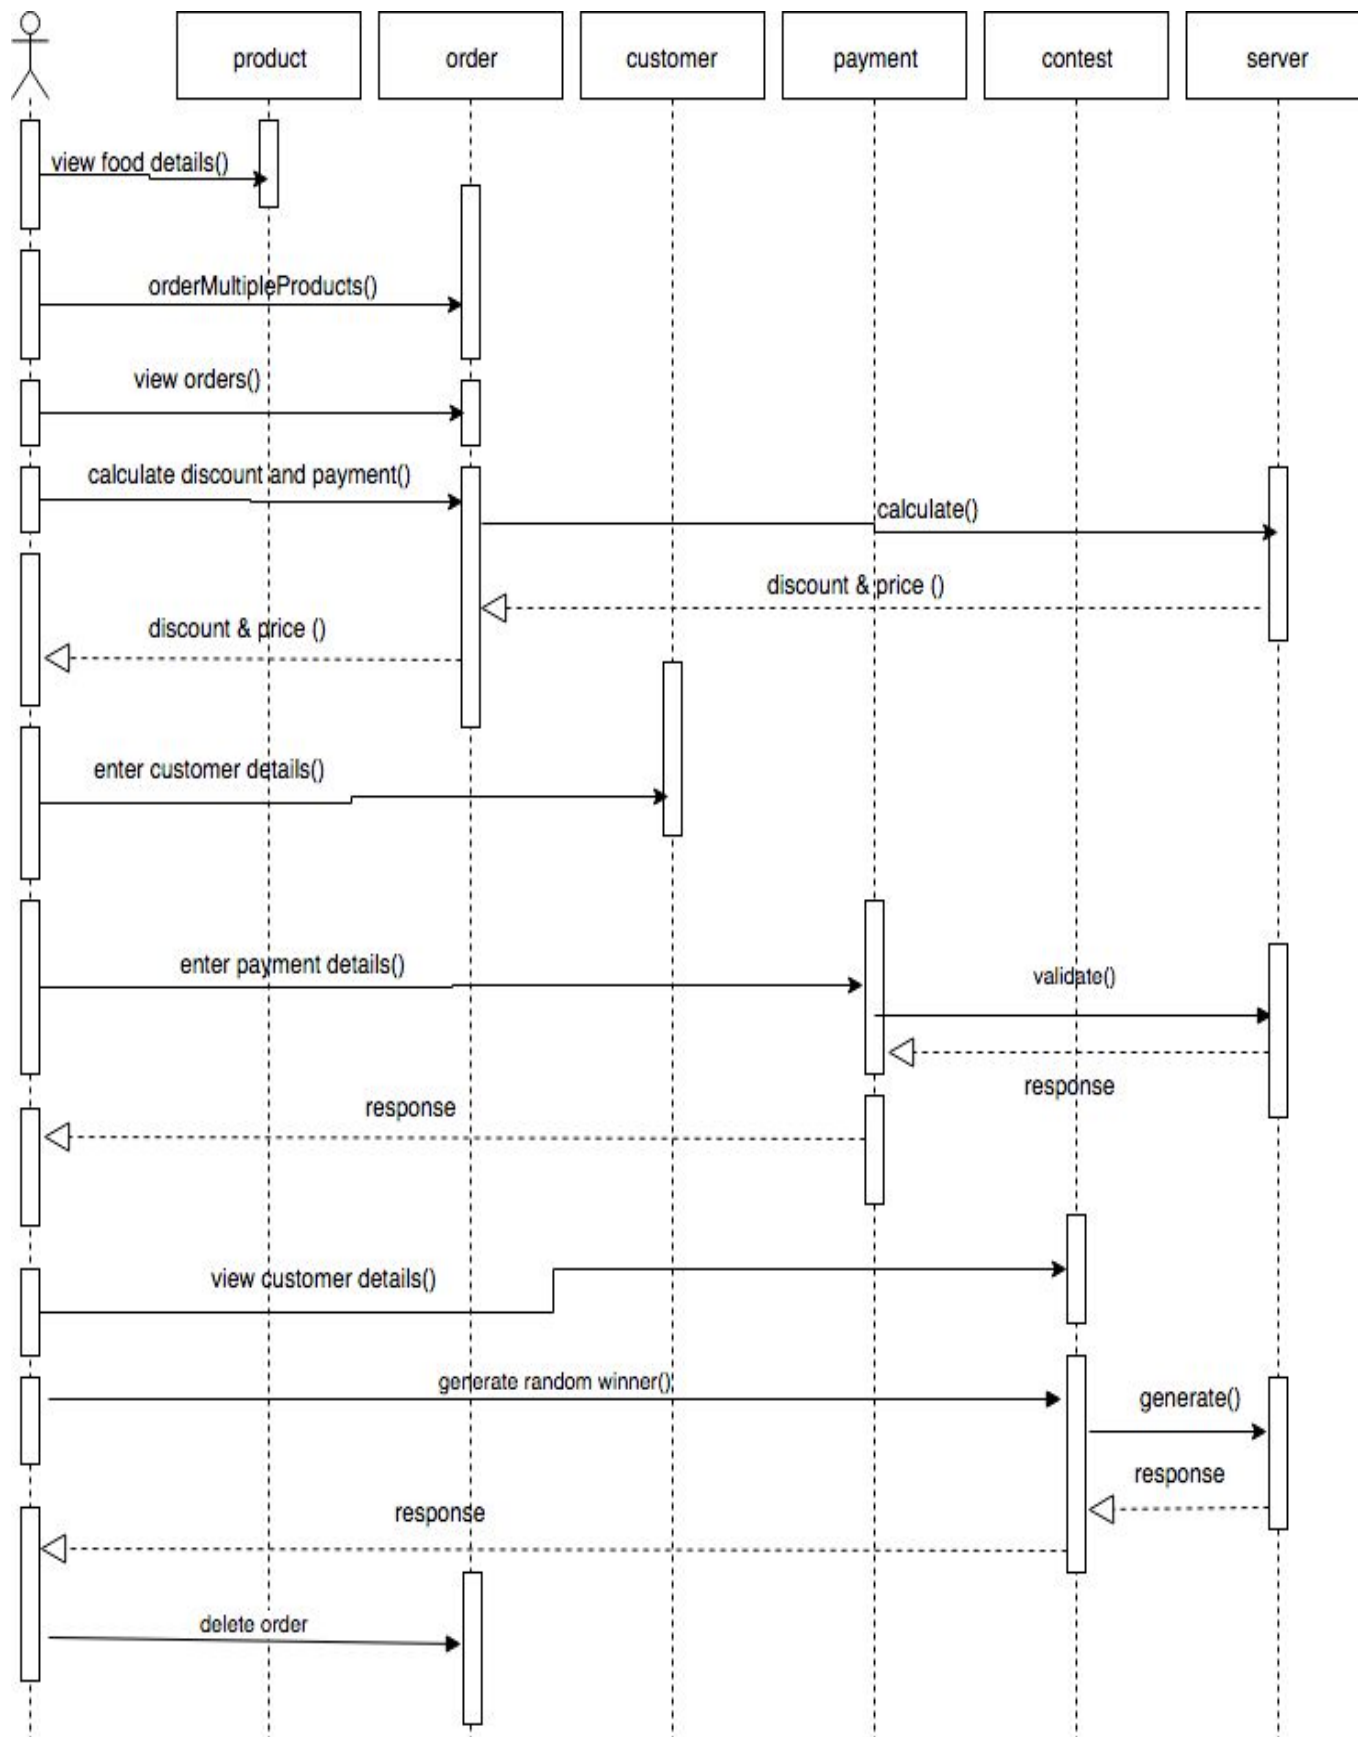 product
order
customer
payment
contest
server
view food details()
orderMultipleProducts()
view orders()
calculate discount and payment()
calculate()
discount & price ()
discount & price ()
enter customer details()
enter payment details()
validate()
response
response
view customer details()
generate random winner()
generate()
response
response
delete order